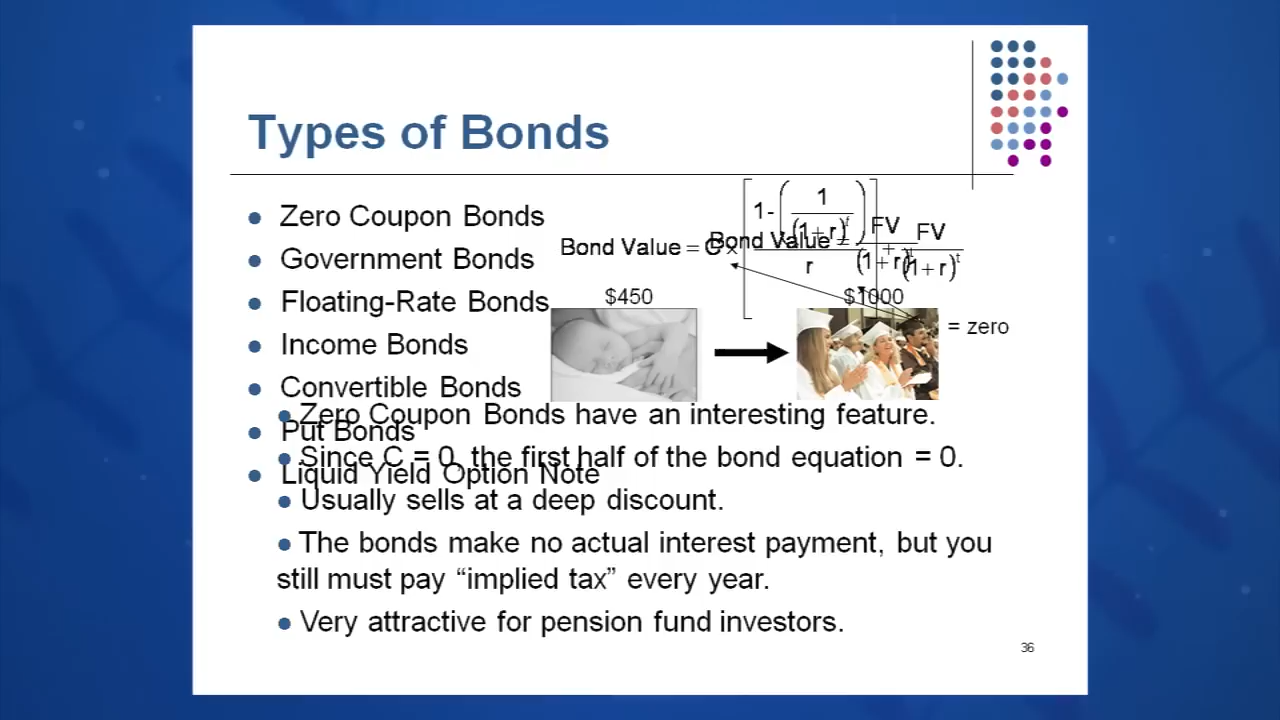 Types of Bonds
Zero Coupon Bonds
Government Bonds
Floating-Rate Bonds
Income Bonds
Convertible Bonds
Put Bonds
Liquid Yield Option Note
Bond Value = C × [ 1- ( 1 / (1 + r)^t ) / r ] + FV / (1 + r)^t
Bond Value = FV / (1 + r)^t
$450
$1000
= zero
Zero Coupon Bonds have an interesting feature.
Since C = 0, the first half of the bond equation = 0.
Usually sells at a deep discount.
The bonds make no actual interest payment, but you
still must pay “implied tax” every year.
Very attractive for pension fund investors.
36